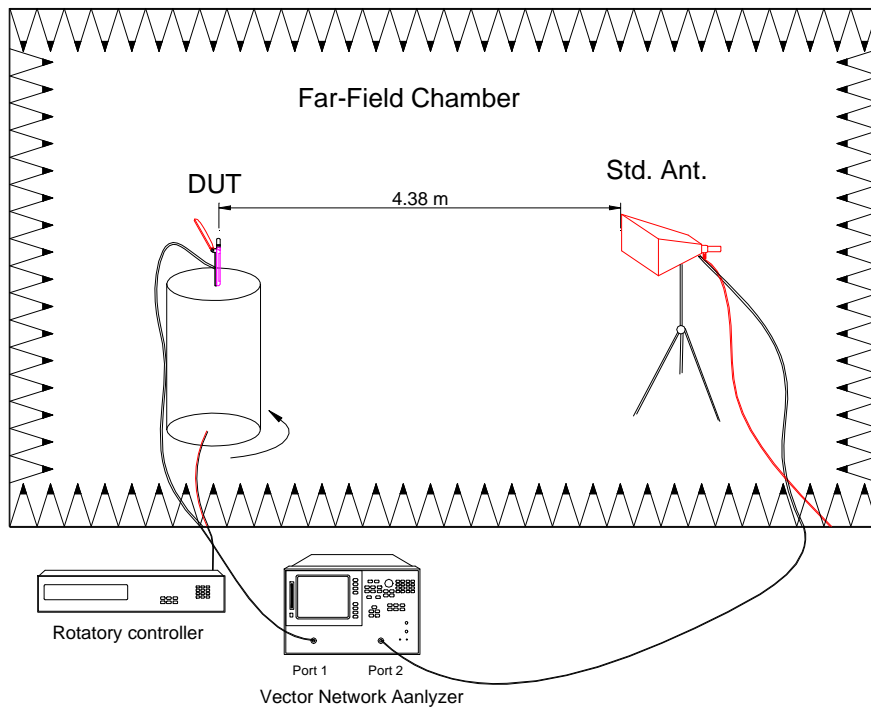 Far-Field Chamber
DUT
Std. Ant.
4.38 m
Rotatory controller
Port 1
Port 2
Vector Network Aanlyzer